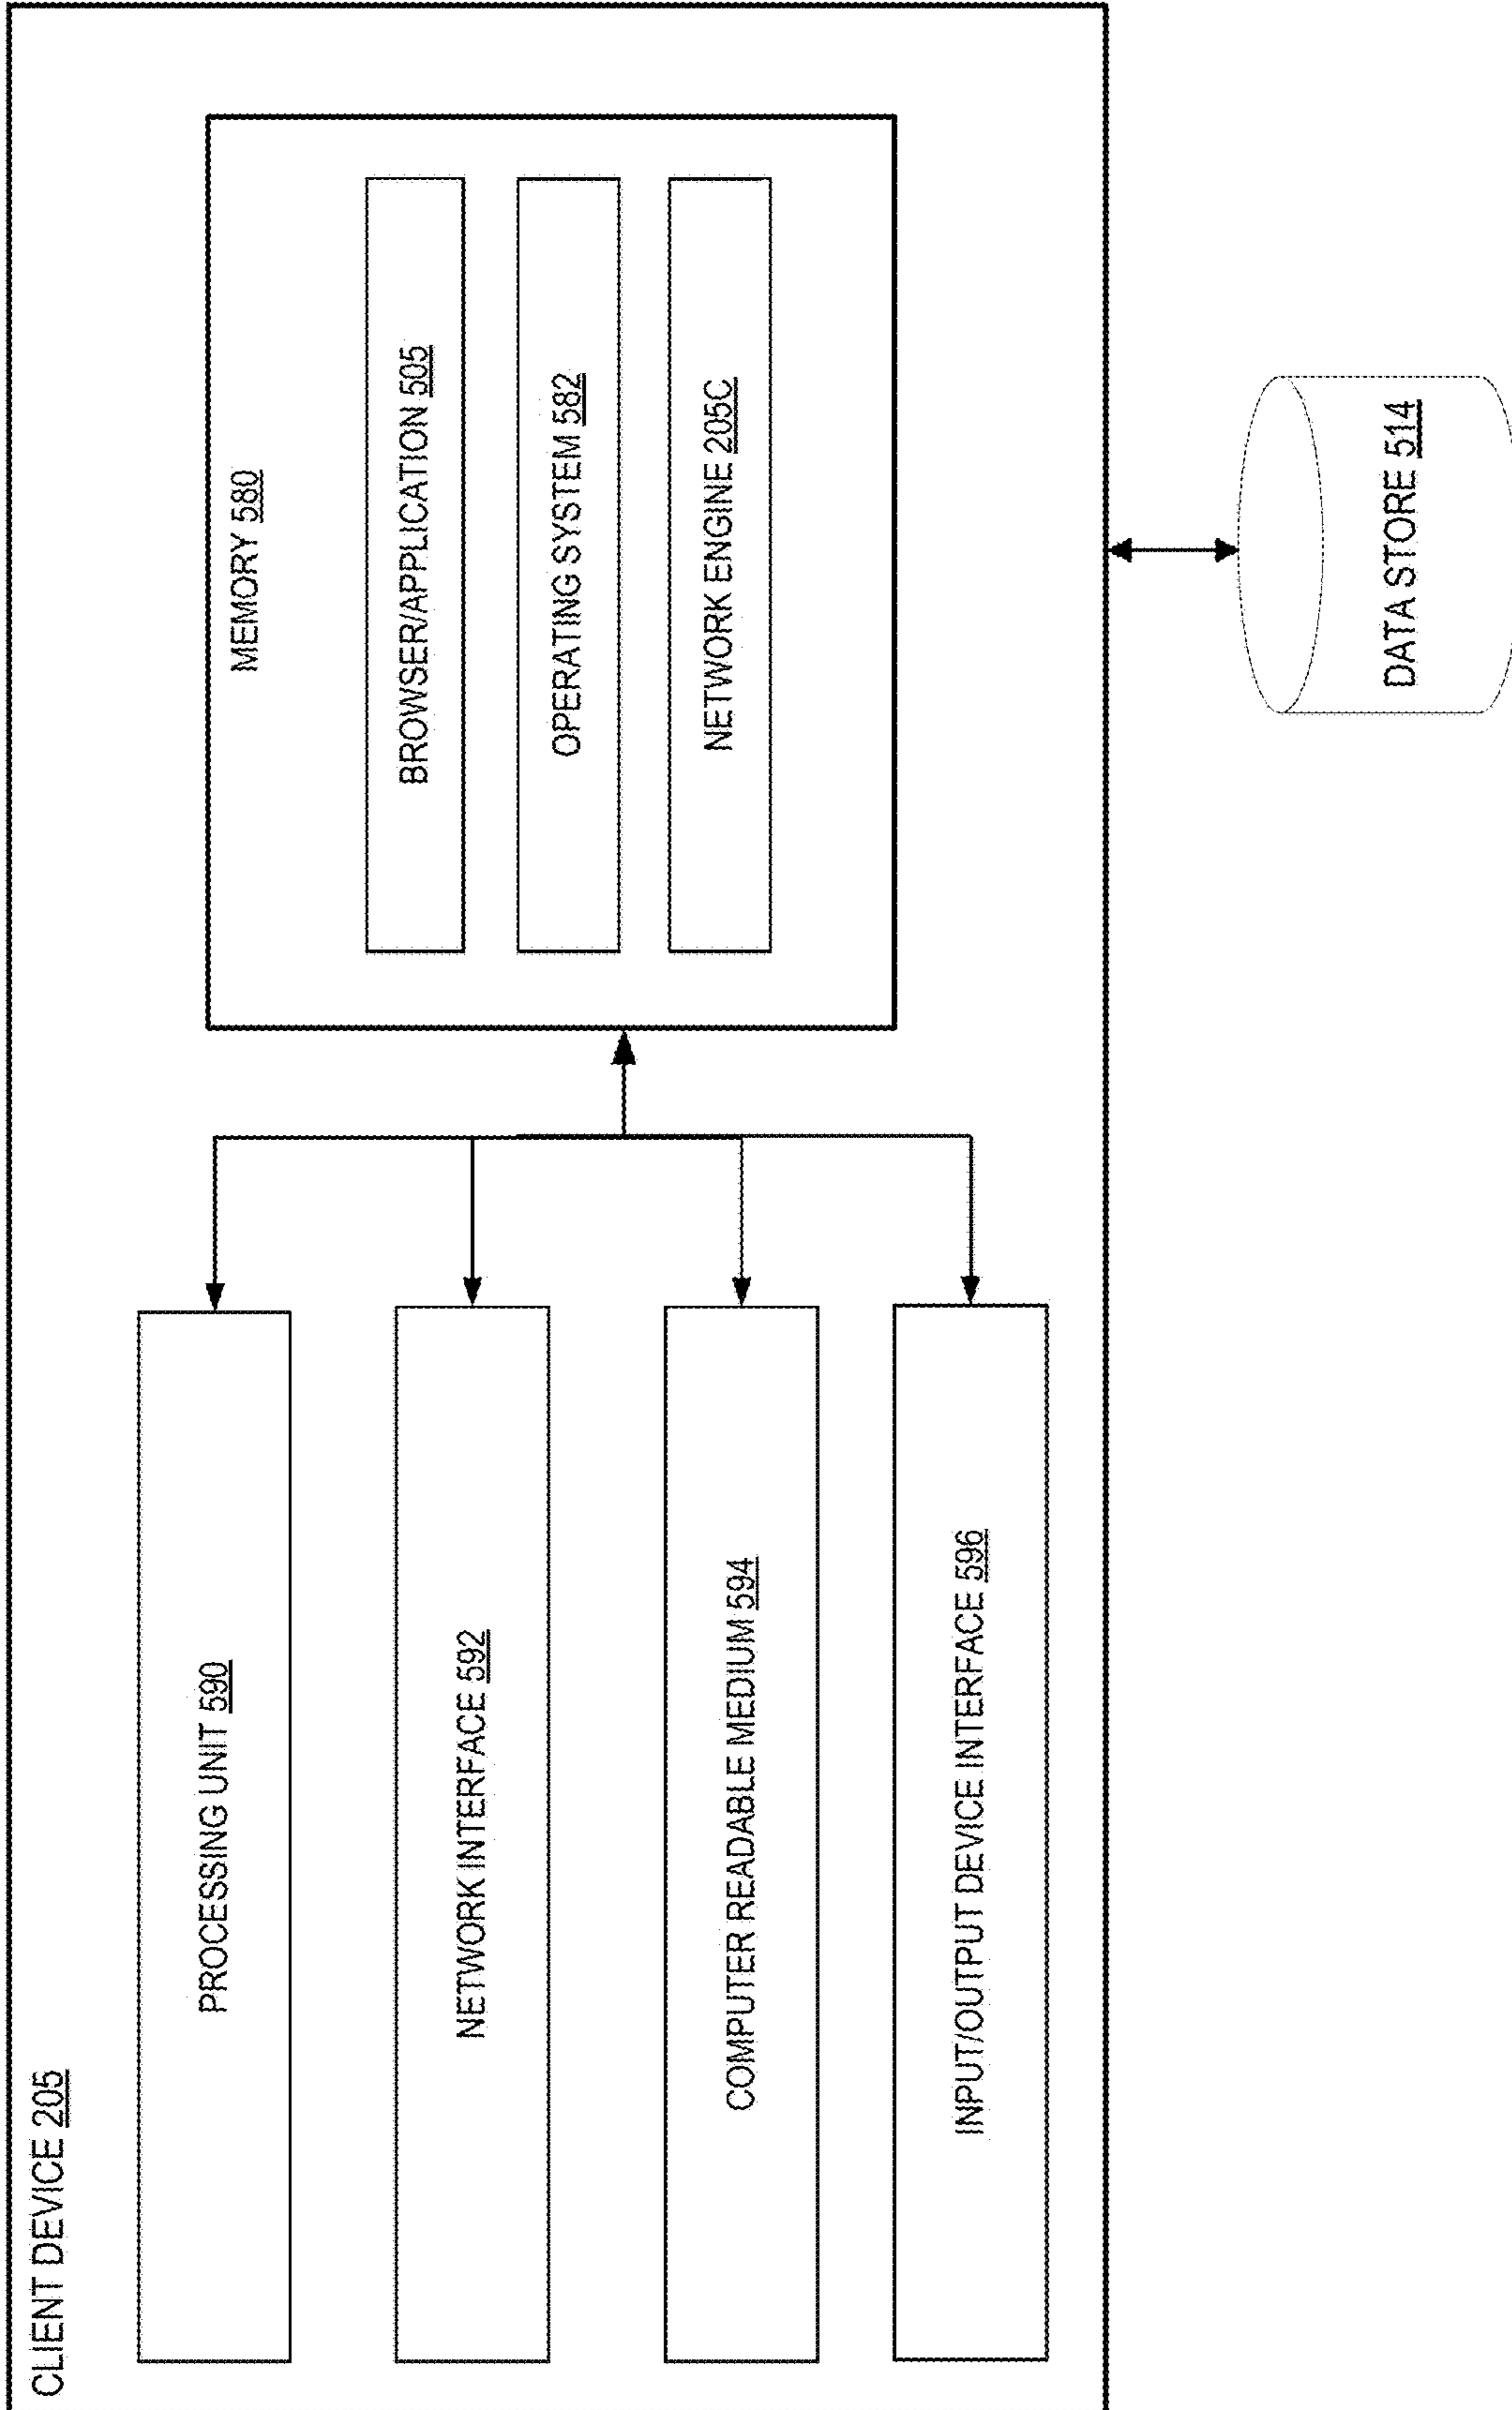 CLIENT DEVICE 205
PROCESSING UNIT 590
NETWORK INTERFACE 592
COMPUTER READABLE MEDIUM 594
INPUT/OUTPUT DEVICE INTERFACE 596
MEMORY 580
BROWSER/APPLICATION 505
OPERATING SYSTEM 582
NETWORK ENGINE 205C
DATA STORE 514